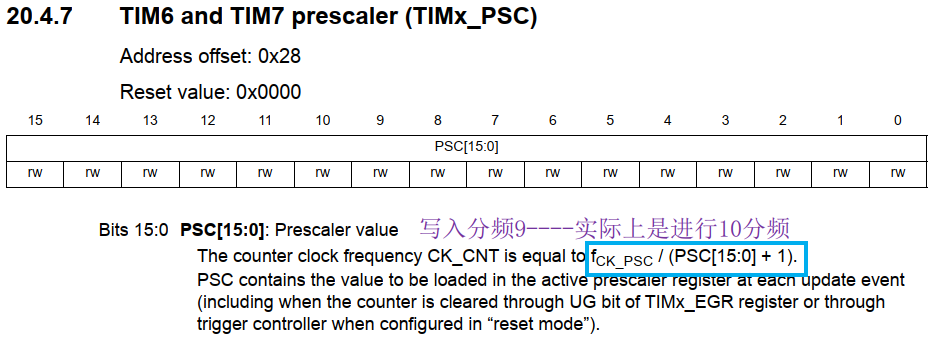 20.4.7 TIM6 and TIM7 prescaler (TIMx_PSC)
Address offset: 0x28
Reset value: 0x0000
15 14 13 12 11 10 9 8 7 6 5 4 3 2 1 0
PSC[15:0]
rw rw rw rw rw rw rw rw rw rw rw rw rw rw rw rw
Bits 15:0 PSC[15:0]: Prescaler value 写入分频9----实际上是进行10分频
The counter clock frequency CK_CNT is equal to fCK_PSC / (PSC[15:0] + 1).
PSC contains the value to be loaded in the active prescaler register at each update event
(including when the counter is cleared through UG bit of TIMx_EGR register or through
trigger controller when configured in “reset mode”).